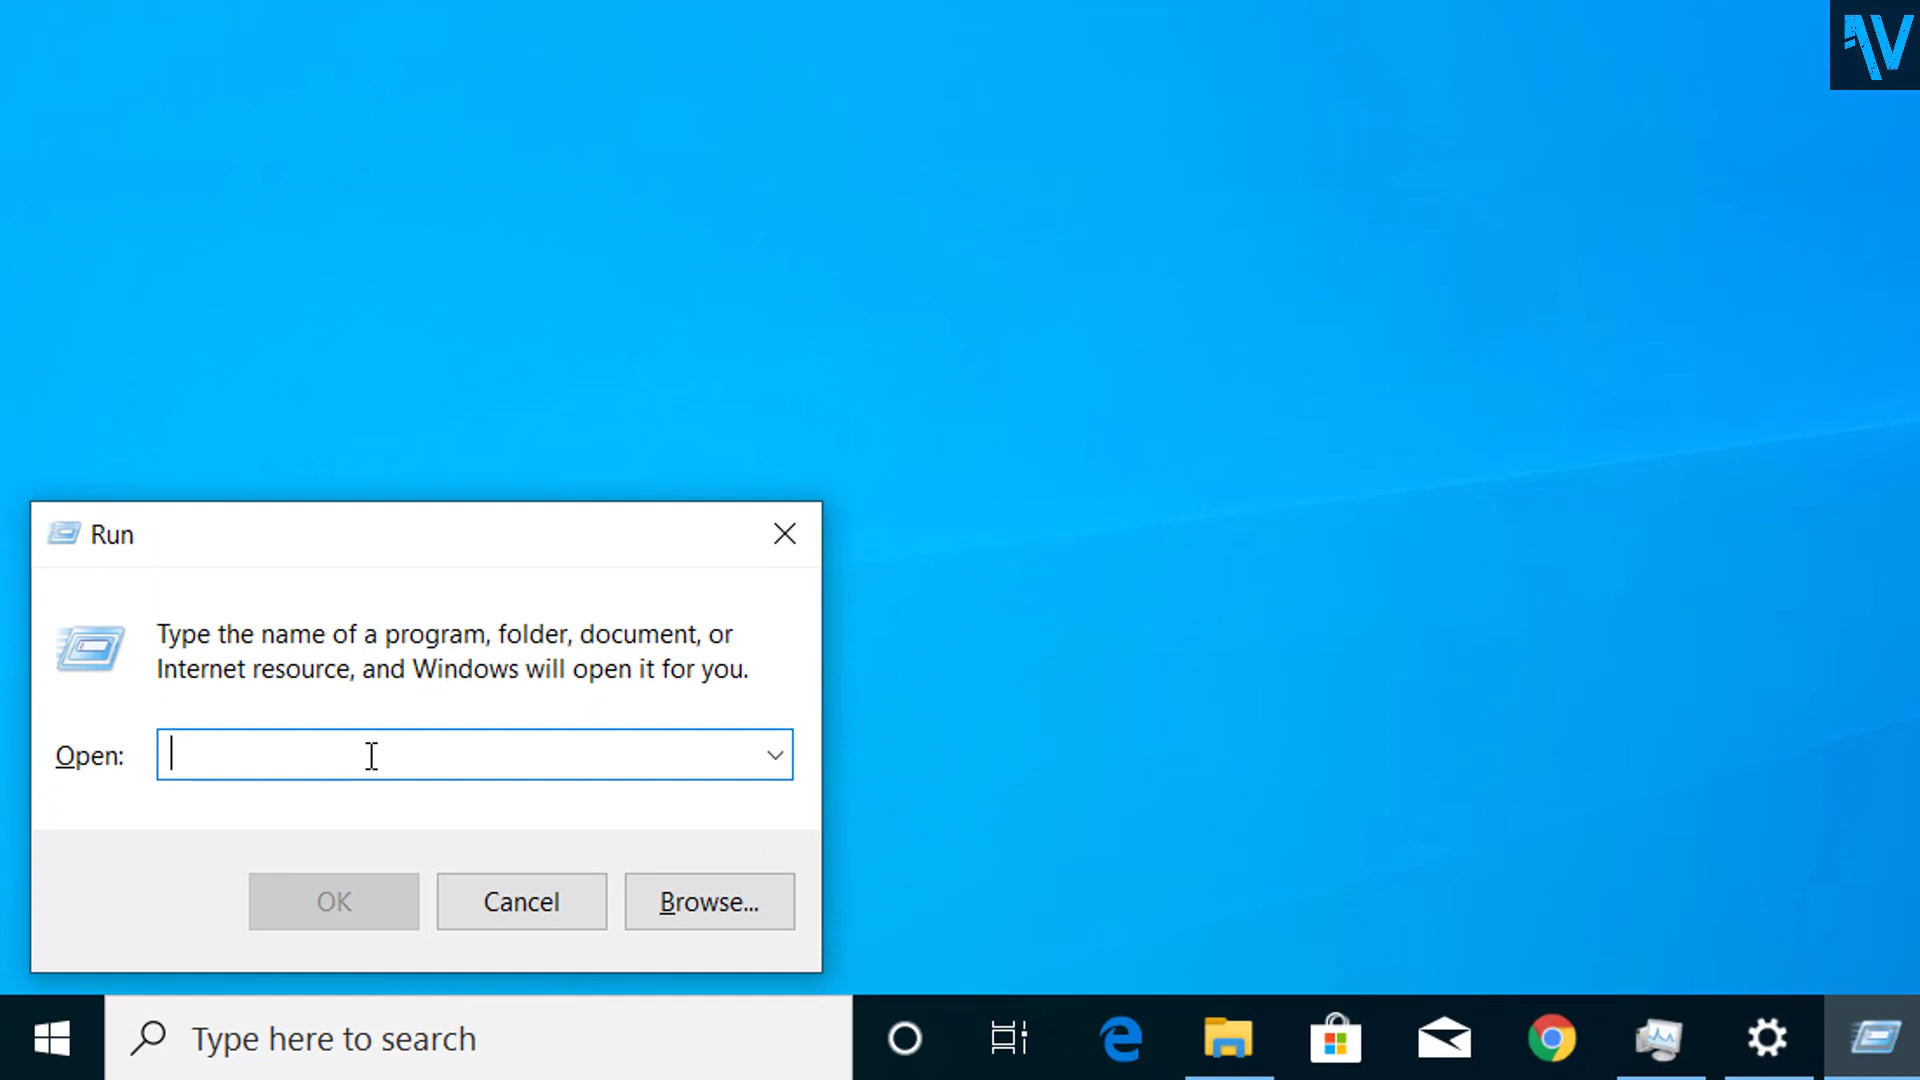 Run
Type the name of a program, folder, document, or
Internet resource, and Windows will open it for you.
Open:
OK
Cancel
Browse...
Type here to search